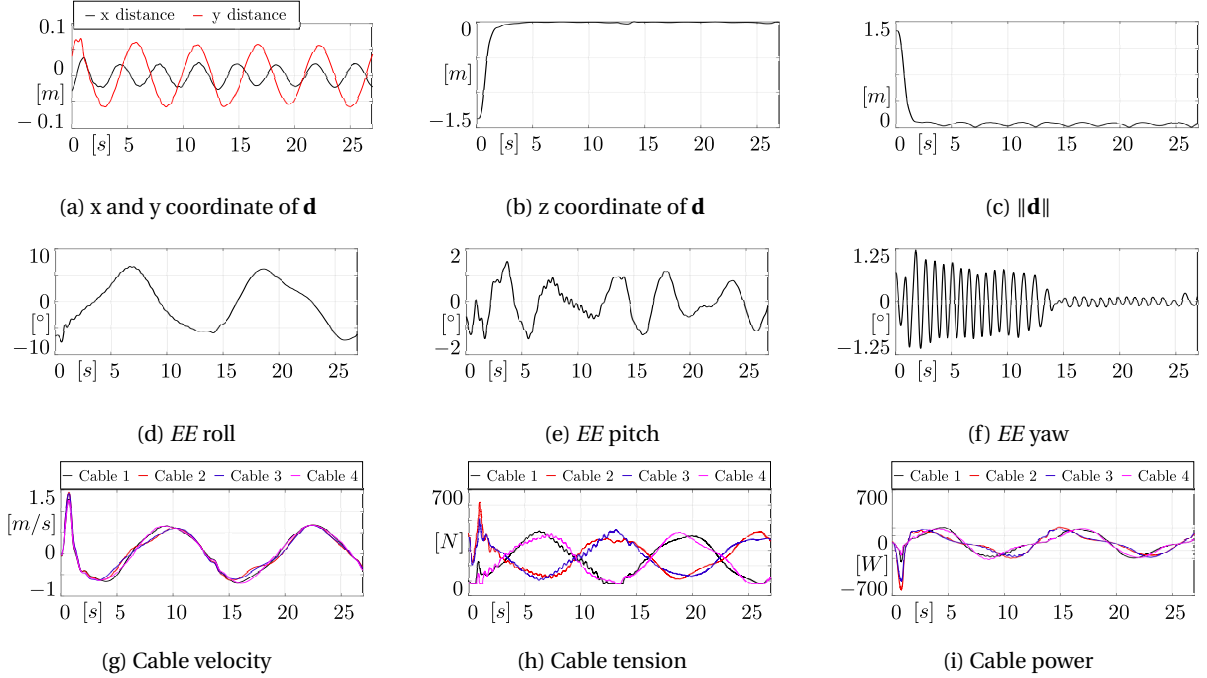 − x distance − y distance
0.1
0
[m]
−0.1
0 [s] 5 10 15 20 25
(a) x and y coordinate of d
0
[m]
−1.5
0 [s] 5 10 15 20 25
(b) z coordinate of d
1.5
[m]
0
0 [s] 5 10 15 20 25
(c) ‖d‖
10
0
[°]
−10
0 [s] 5 10 15 20 25
(d) EE roll
2
0
[°]
−2
0 [s] 5 10 15 20 25
(e) EE pitch
1.25
0
[°]
−1.25
0 [s] 5 10 15 20 25
(f) EE yaw
− Cable 1 − Cable 2 − Cable 3 − Cable 4
1.5
[m/s]
0
−1
0 [s] 5 10 15 20 25
(g) Cable velocity
− Cable 1 − Cable 2 − Cable 3 − Cable 4
700
[N]
0
0 [s] 5 10 15 20 25
(h) Cable tension
− Cable 1 − Cable 2 − Cable 3 − Cable 4
700
0
[W]
−700
0 [s] 5 10 15 20 25
(i) Cable power